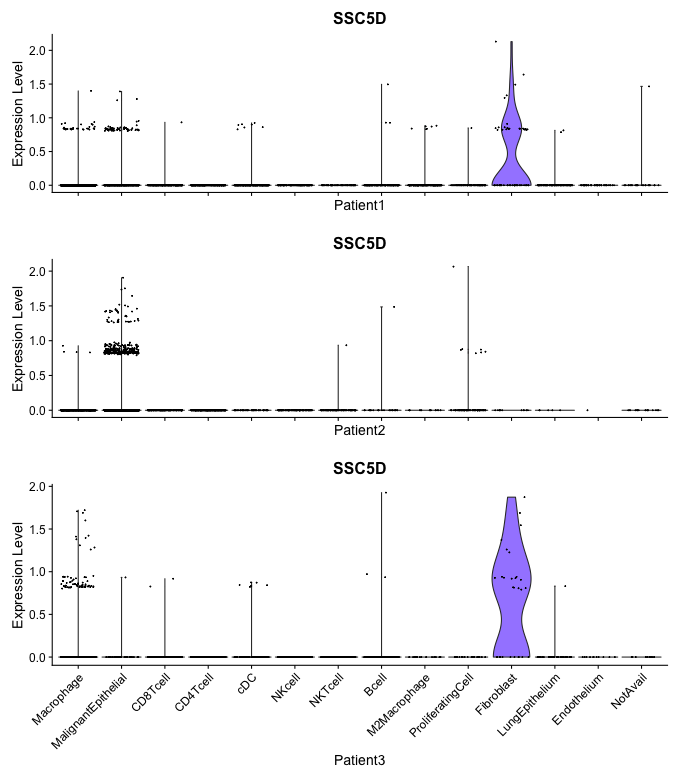 SSC5D
Expression Level
2.0
1.5
1.0
0.5
0.0
Patient1
SSC5D
Expression Level
2.0
1.5
1.0
0.5
0.0
Patient2
SSC5D
Expression Level
2.0
1.5
1.0
0.5
0.0
Macrophage
MalignantEpithelial
CD8Tcell
CD4Tcell
cDC
NKcell
NKTcell
Bcell
M2Macrophage
ProliferatingCell
Fibroblast
LungEpithelium
Endothelium
NotAvail
Patient3